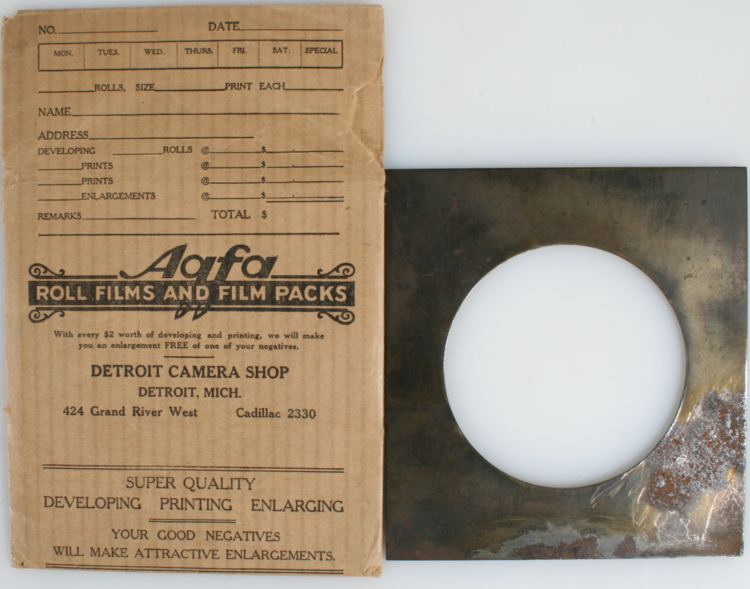 NO. DATE
MON. TUES. WED. THURS. FRI. SAT. SPECIAL
ROLLS, SIZE PRINT EACH
NAME
ADDRESS
DEVELOPING ROLLS @ $ .
PRINTS @ $ .
PRINTS @ $ .
ENLARGEMENTS @ $ .
REMARKS TOTAL $
Agfa
ROLL FILMS AND FILM PACKS
With every $2 worth of developing and printing, we will make
you an enlargement FREE of one of your negatives.
DETROIT CAMERA SHOP
DETROIT, MICH.
424 Grand River West Cadillac 2330
SUPER QUALITY
DEVELOPING PRINTING ENLARGING
YOUR GOOD NEGATIVES
WILL MAKE ATTRACTIVE ENLARGEMENTS.